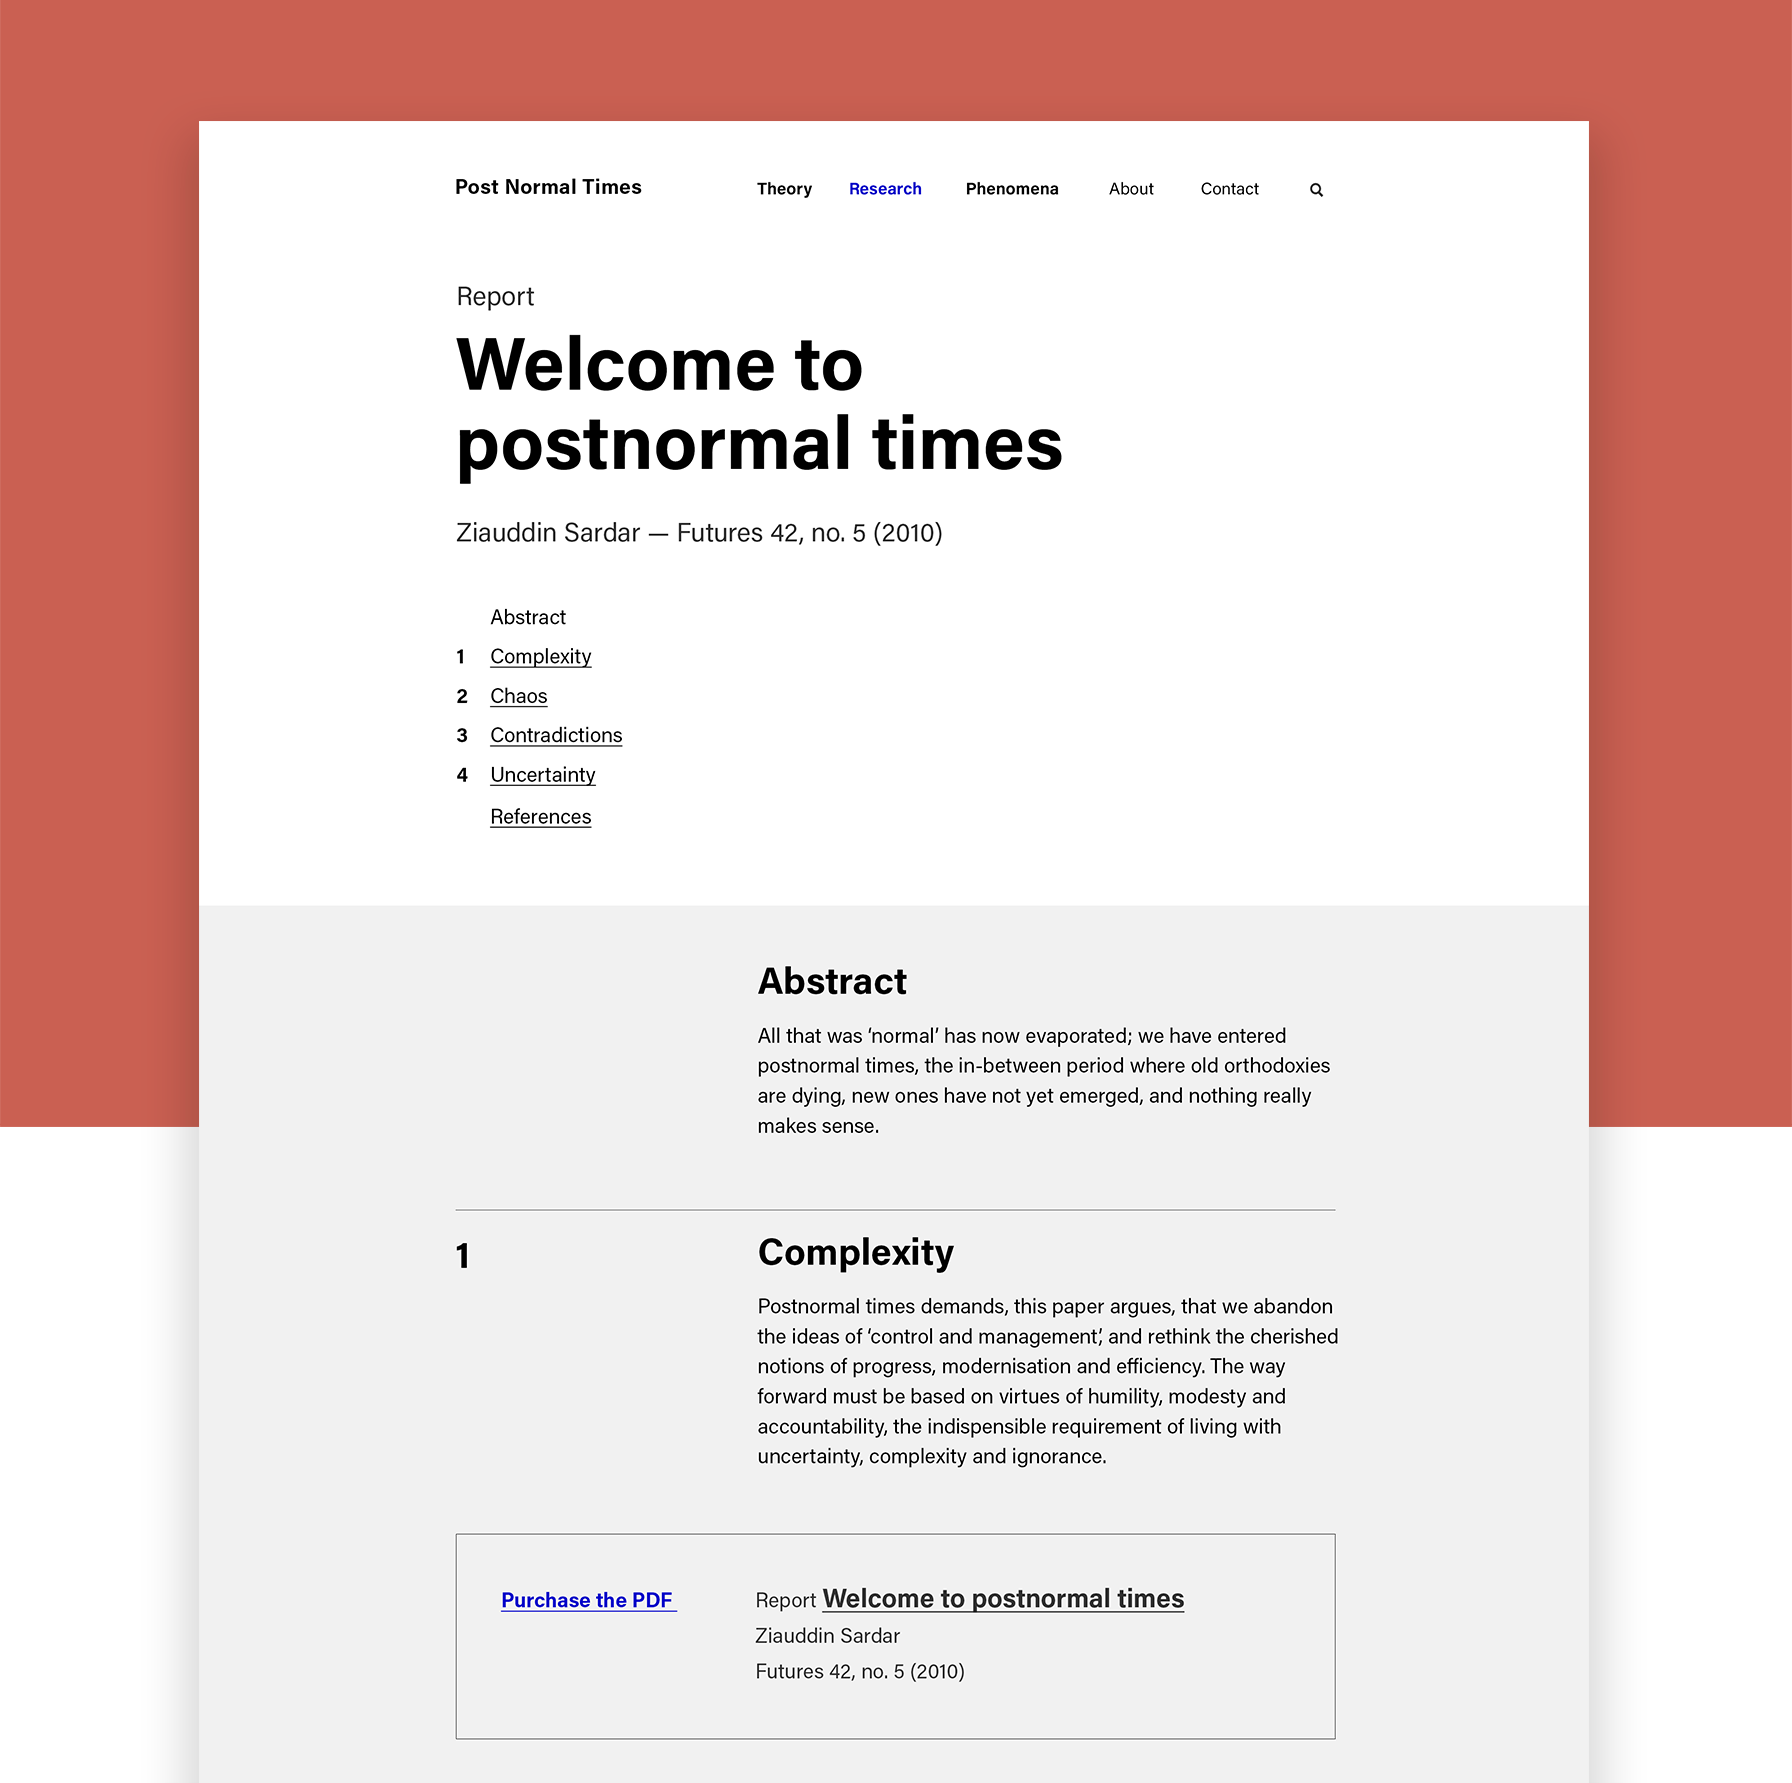 Post Normal Times Theory Research Phenomena About Contact
Report
Welcome to
postnormal times
Ziauddin Sardar — Futures 42, no. 5 (2010)
Abstract
1 Complexity
2 Chaos
3 Contradictions
4 Uncertainty
References
Abstract
All that was ‘normal’ has now evaporated; we have entered
postnormal times, the in-between period where old orthodoxies
are dying, new ones have not yet emerged, and nothing really
makes sense.
1 Complexity
Postnormal times demands, this paper argues, that we abandon
the ideas of ‘control and management’, and rethink the cherished
notions of progress, modernisation and efficiency. The way
forward must be based on virtues of humility, modesty and
accountability, the indispensible requirement of living with
uncertainty, complexity and ignorance.
Purchase the PDF Report Welcome to postnormal times
Ziauddin Sardar
Futures 42, no. 5 (2010)